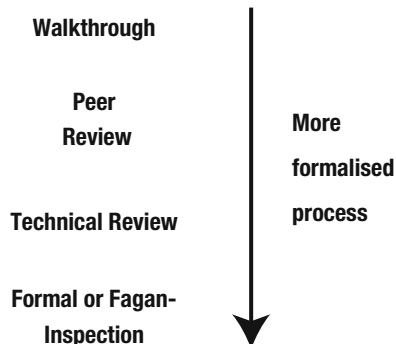 Walkthrough
Peer
Review
Technical Review
Formal or Fagan-
Inspection
More
formalised
process